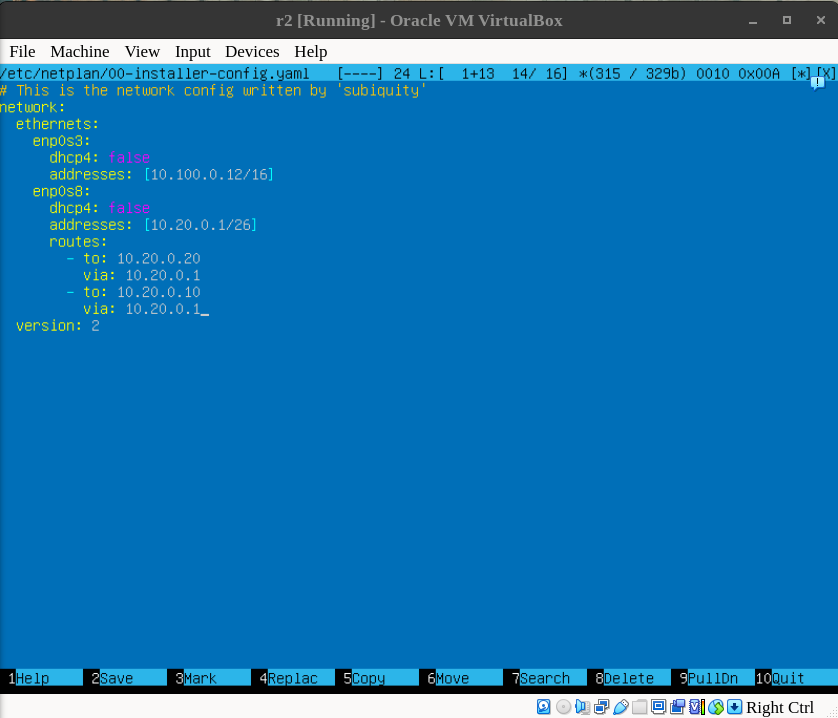 r2 [Running] - Oracle VM VirtualBox
File Machine View Input Devices Help
/etc/netplan/00-installer-config.yaml [----] 24 L:[ 1+13 14/ 16] *(315 / 329b) 0010 0x00A [*][X]
# This is the network config written by 'subiquity'
network:
  ethernets:
    enp0s3:
      dhcp4: false
      addresses: [10.100.0.12/16]
    enp0s8:
      dhcp4: false
      addresses: [10.20.0.1/26]
      routes:
        - to: 10.20.0.20
          via: 10.20.0.1
        - to: 10.20.0.10
          via: 10.20.0.1_
  version: 2
1Help 2Save 3Mark 4Replac 5Copy 6Move 7Search 8Delete 9PullDn 10Quit
Right Ctrl